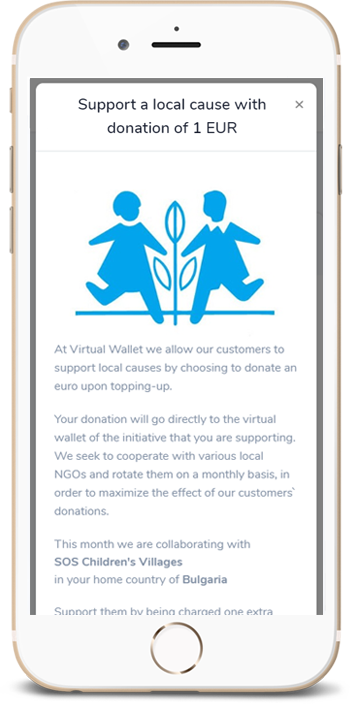 Support a local cause with
donation of 1 EUR
×
At Virtual Wallet we allow our customers to
support local causes by choosing to donate an
euro upon topping-up.
Your donation will go directly to the virtual
wallet of the initiative that you are supporting.
We seek to cooperate with various local
NGOs and rotate them on a monthly basis, in
order to maximize the effect of our customers`
donations.
This month we are collaborating with
SOS Children's Villages
in your home country of Bulgaria
Support them by being charged one extra